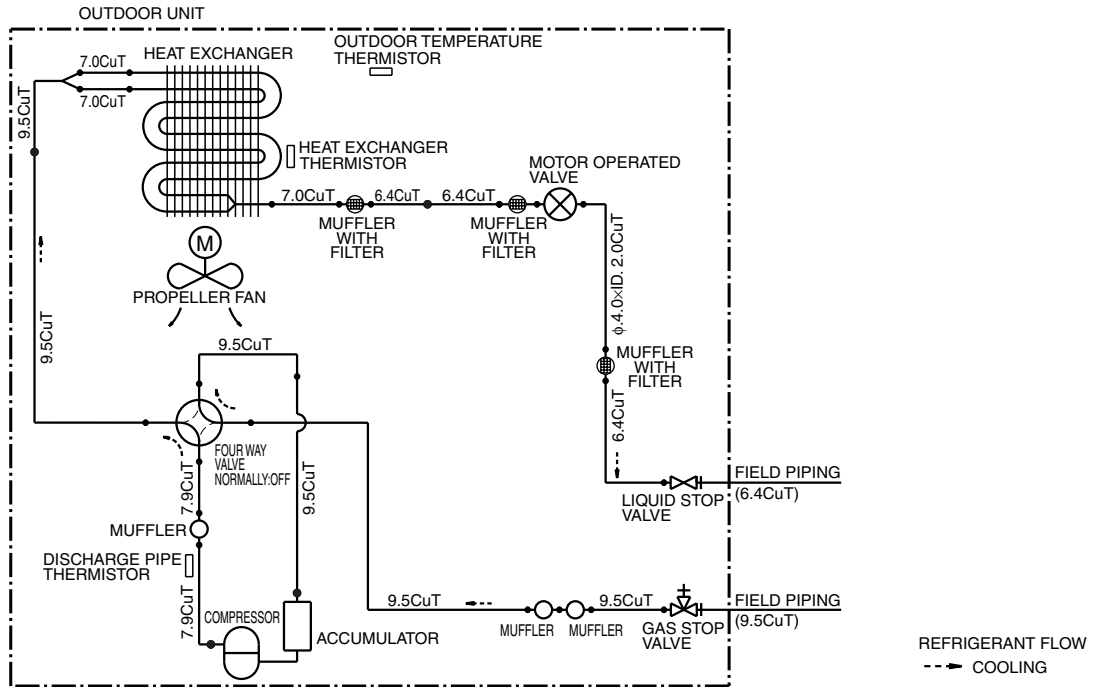 OUTDOOR UNIT
HEAT EXCHANGER
OUTDOOR TEMPERATURE
THERMISTOR
7.0CuT
7.0CuT
9.5CuT
HEAT EXCHANGER
THERMISTOR
MOTOR OPERATED
VALVE
7.0CuT
6.4CuT
6.4CuT
MUFFLER
WITH
FILTER
MUFFLER
WITH
FILTER
M
PROPELLER FAN
ϕ.4.0×ID. 2.0CuT
9.5CuT
9.5CuT
MUFFLER
WITH
FILTER
6.4CuT
FOUR WAY
VALVE
NORMALLY:OFF
7.9CuT
9.5CuT
FIELD PIPING
(6.4CuT)
LIQUID STOP
VALVE
MUFFLER
DISCHARGE PIPE
THERMISTOR
7.9CuT
COMPRESSOR
ACCUMULATOR
9.5CuT
9.5CuT
MUFFLER
MUFFLER
GAS STOP
VALVE
FIELD PIPING
(9.5CuT)
REFRIGERANT FLOW
COOLING